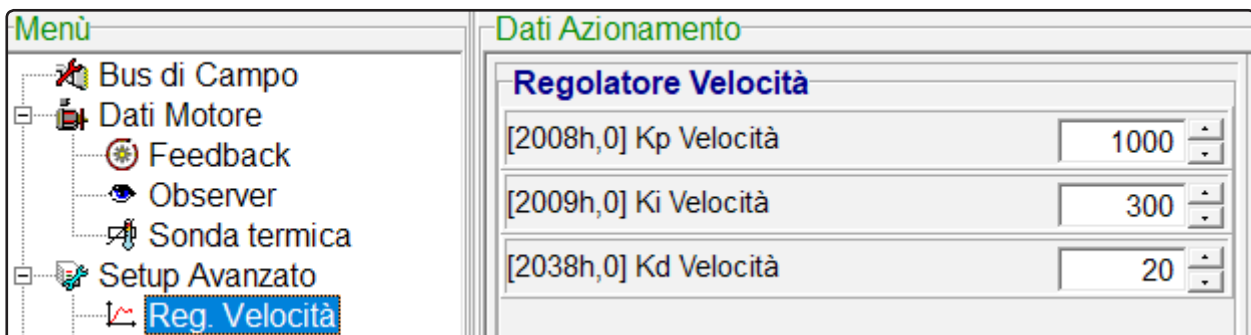 Menù
Bus di Campo
Dati Motore
Feedback
Observer
Sonda termica
Setup Avanzato
Reg. Velocità
Dati Azionamento
Regolatore Velocità
[2008h,0] Kp Velocità 1000
[2009h,0] Ki Velocità 300
[2038h,0] Kd Velocità 20